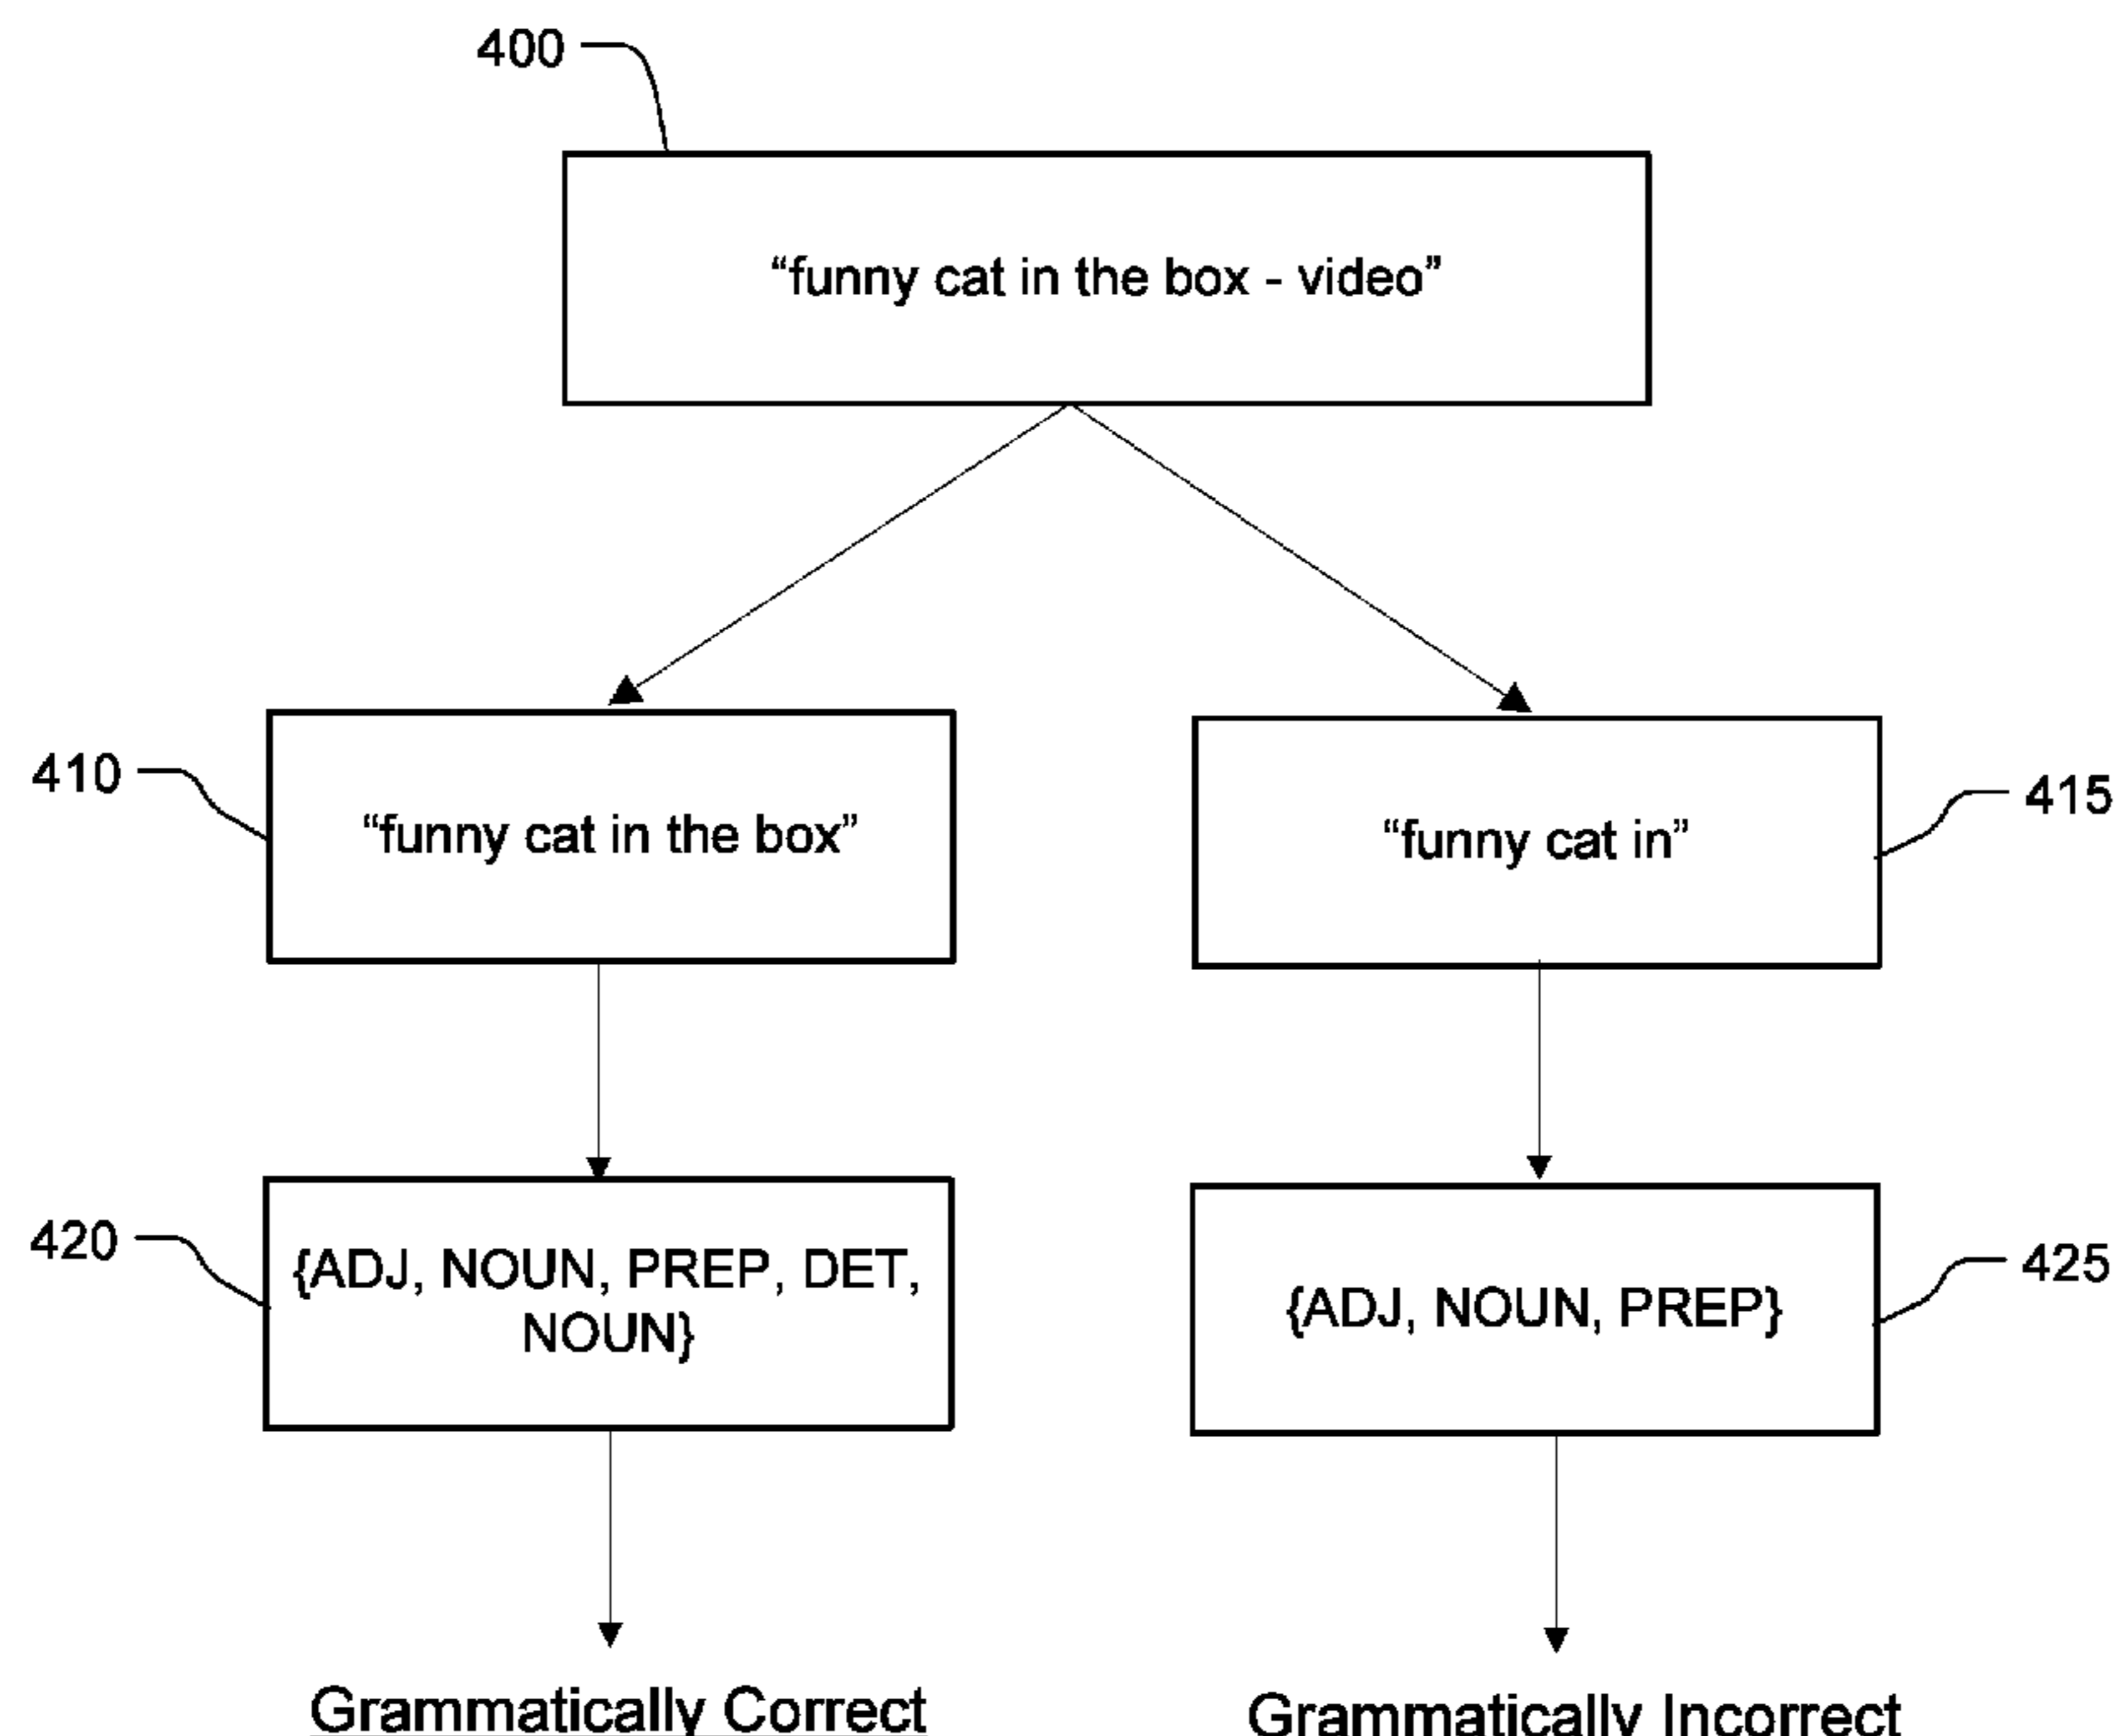 400
“funny cat in the box - video”
410
“funny cat in the box”
“funny cat in”
415
420
{ADJ, NOUN, PREP, DET,
NOUN}
{ADJ, NOUN, PREP}
425
Grammatically Correct
Grammatically Incorrect